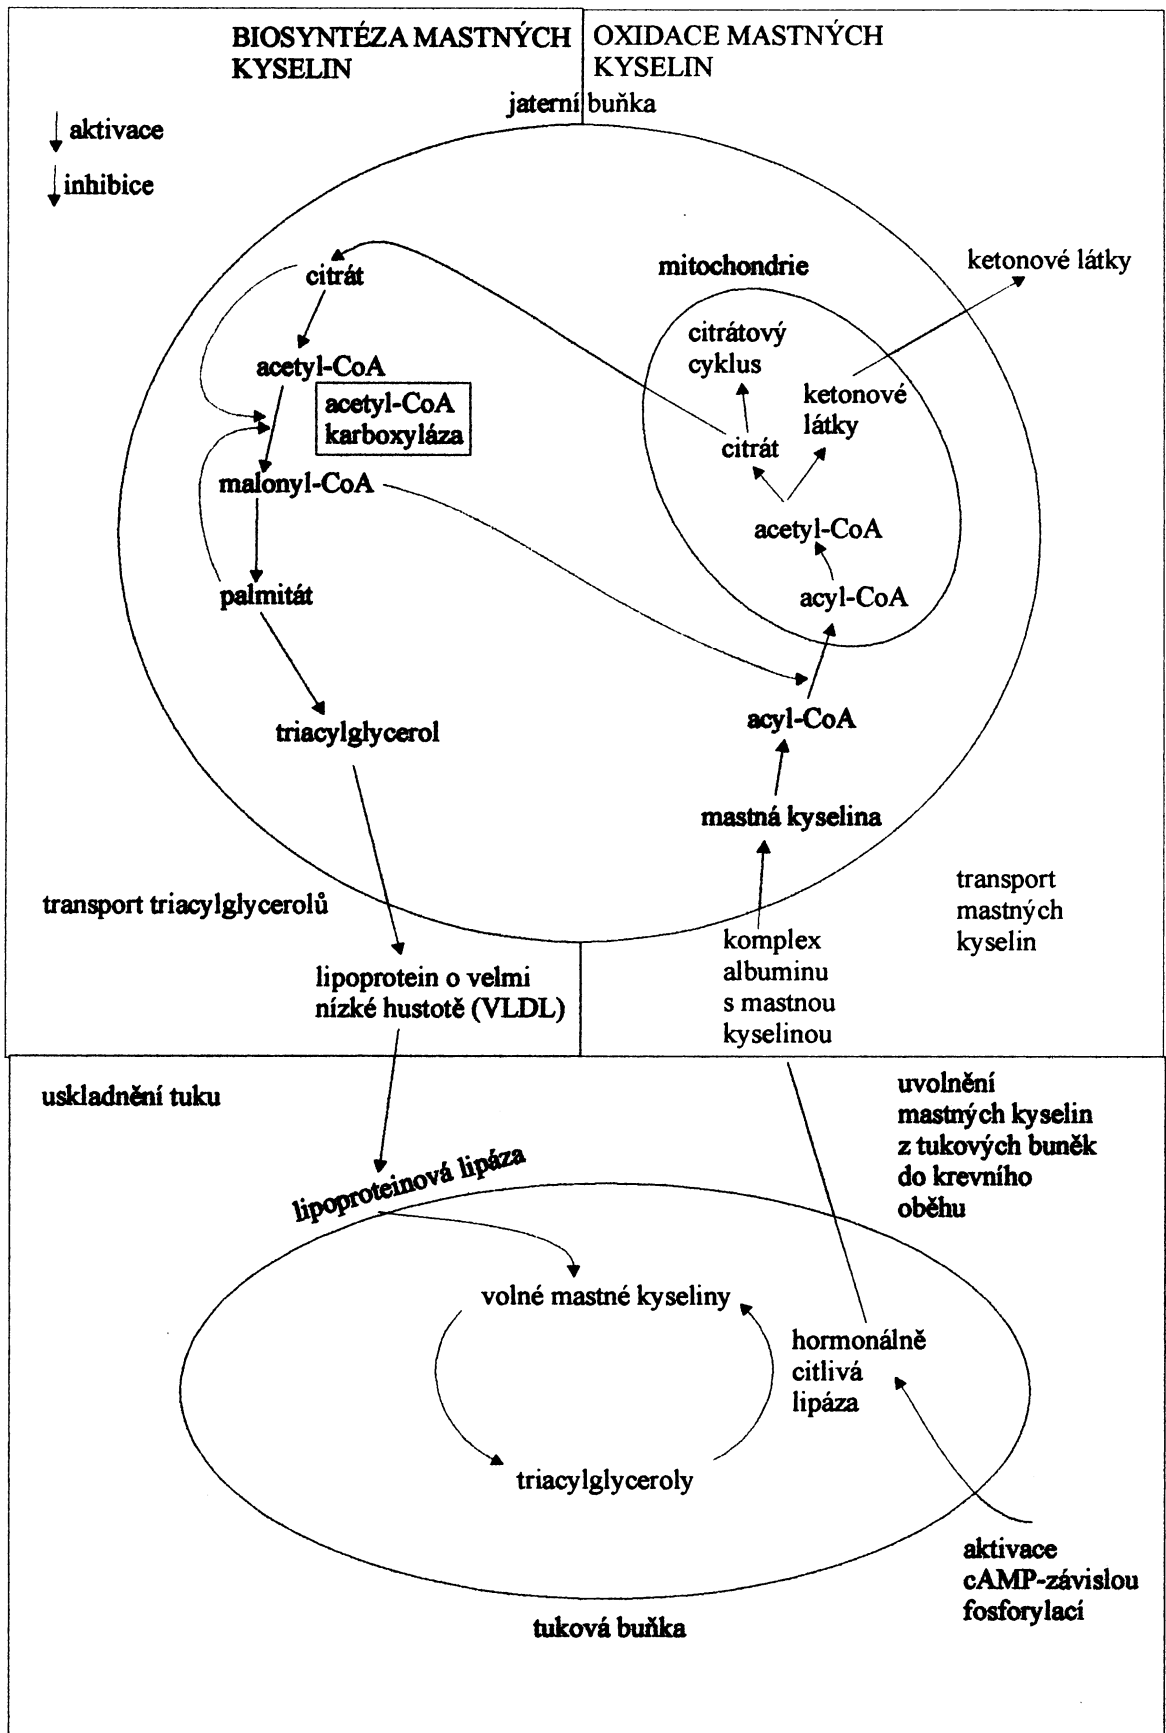 BIOSYNTÉZA MASTNÝCH
KYSELIN
OXIDACE MASTNÝCH
KYSELIN
jaterní buňka
aktivace
inhibice
citrát
acetyl-CoA
acetyl-CoA
karboxyláza
malonyl-CoA
palmitát
triacylglycerol
mitochondrie
ketonové látky
citrátový
cyklus
ketonové
látky
citrát
acetyl-CoA
acyl-CoA
acyl-CoA
mastná kyselina
transport triacylglycerolů
transport
mastných
kyselin
lipoprotein o velmi
nízké hustotě (VLDL)
komplex
albuminu
s mastnou
kyselinou
uskladnění tuku
uvolnění
mastných kyselin
z tukových buněk
do krevního
oběhu
lipoproteinová lipáza
volné mastné kyseliny
hormonálně
citlivá
lipáza
triacylglyceroly
aktivace
cAMP-závislou
fosforylací
tuková buňka